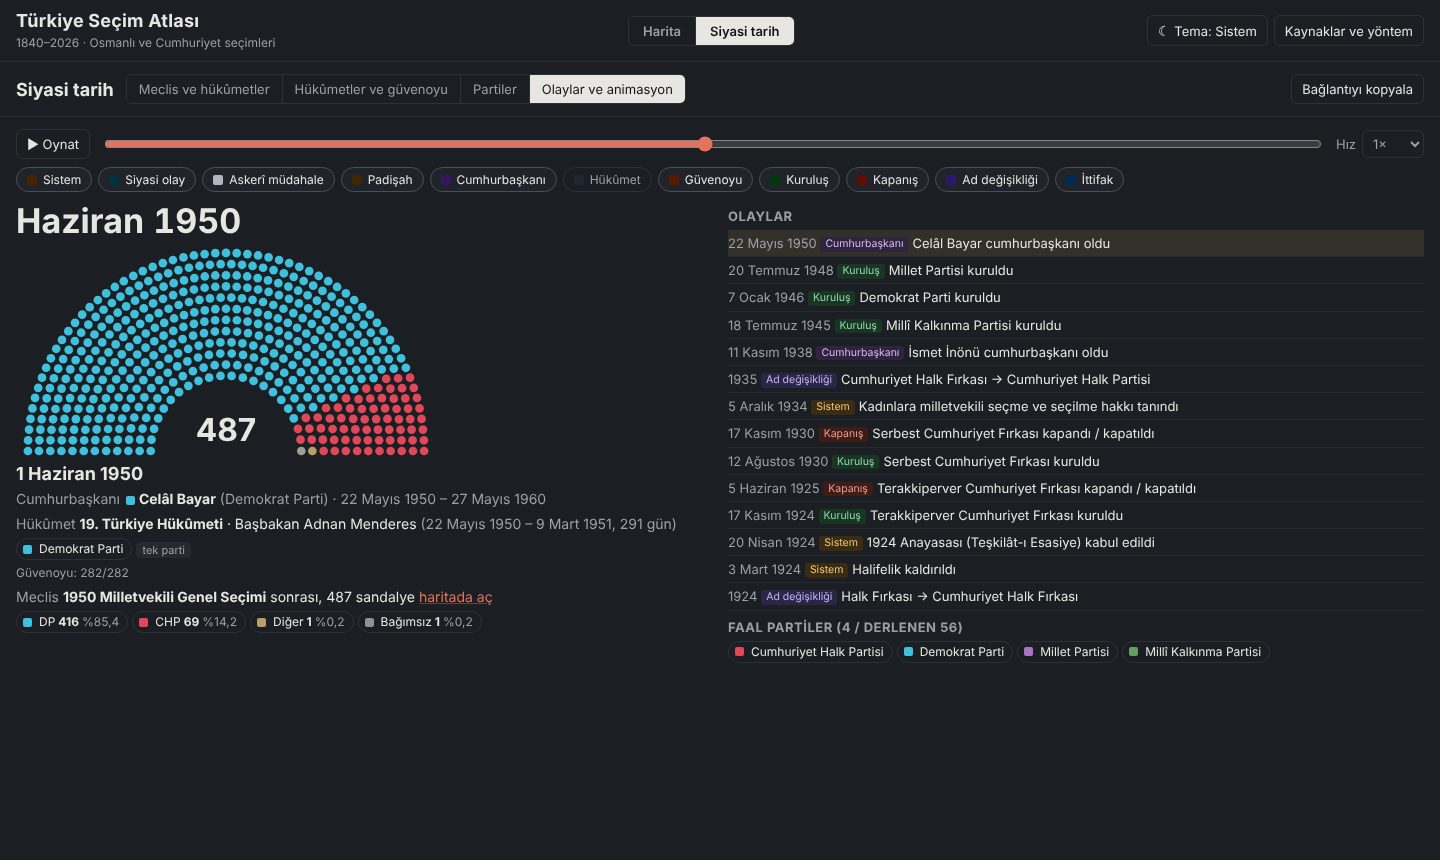 Türkiye Seçim Atlası
1840–2026 · Osmanlı ve Cumhuriyet seçimleri
Harita
Siyasi tarih
☾ Tema: Sistem
Kaynaklar ve yöntem
Siyasi tarih
Meclis ve hükûmetler
Hükûmetler ve güvenoyu
Partiler
Olaylar ve animasyon
Bağlantıyı kopyala
▶ Oynat
Hız
1×
Sistem
Siyasi olay
Askerî müdahale
Padişah
Cumhurbaşkanı
Hükûmet
Güvenoyu
Kuruluş
Kapanış
Ad değişikliği
İttifak
Haziran 1950
487
1 Haziran 1950
Cumhurbaşkanı Celâl Bayar (Demokrat Parti) · 22 Mayıs 1950 – 27 Mayıs 1960
Hükûmet 19. Türkiye Hükûmeti · Başbakan Adnan Menderes (22 Mayıs 1950 – 9 Mart 1951, 291 gün)
Demokrat Parti tek parti
Güvenoyu: 282/282
Meclis 1950 Milletvekili Genel Seçimi sonrası, 487 sandalye haritada aç
DP 416 %85,4
CHP 69 %14,2
Diğer 1 %0,2
Bağımsız 1 %0,2
OLAYLAR
22 Mayıs 1950 Cumhurbaşkanı Celâl Bayar cumhurbaşkanı oldu
20 Temmuz 1948 Kuruluş Millet Partisi kuruldu
7 Ocak 1946 Kuruluş Demokrat Parti kuruldu
18 Temmuz 1945 Kuruluş Millî Kalkınma Partisi kuruldu
11 Kasım 1938 Cumhurbaşkanı İsmet İnönü cumhurbaşkanı oldu
1935 Ad değişikliği Cumhuriyet Halk Fırkası → Cumhuriyet Halk Partisi
5 Aralık 1934 Sistem Kadınlara milletvekili seçme ve seçilme hakkı tanındı
17 Kasım 1930 Kapanış Serbest Cumhuriyet Fırkası kapandı / kapatıldı
12 Ağustos 1930 Kuruluş Serbest Cumhuriyet Fırkası kuruldu
5 Haziran 1925 Kapanış Terakkiperver Cumhuriyet Fırkası kapandı / kapatıldı
17 Kasım 1924 Kuruluş Terakkiperver Cumhuriyet Fırkası kuruldu
20 Nisan 1924 Sistem 1924 Anayasası (Teşkilât-ı Esasiye) kabul edildi
3 Mart 1924 Sistem Halifelik kaldırıldı
1924 Ad değişikliği Halk Fırkası → Cumhuriyet Halk Fırkası
FAAL PARTİLER (4 / DERLENEN 56)
Cumhuriyet Halk Partisi
Demokrat Parti
Millet Partisi
Millî Kalkınma Partisi